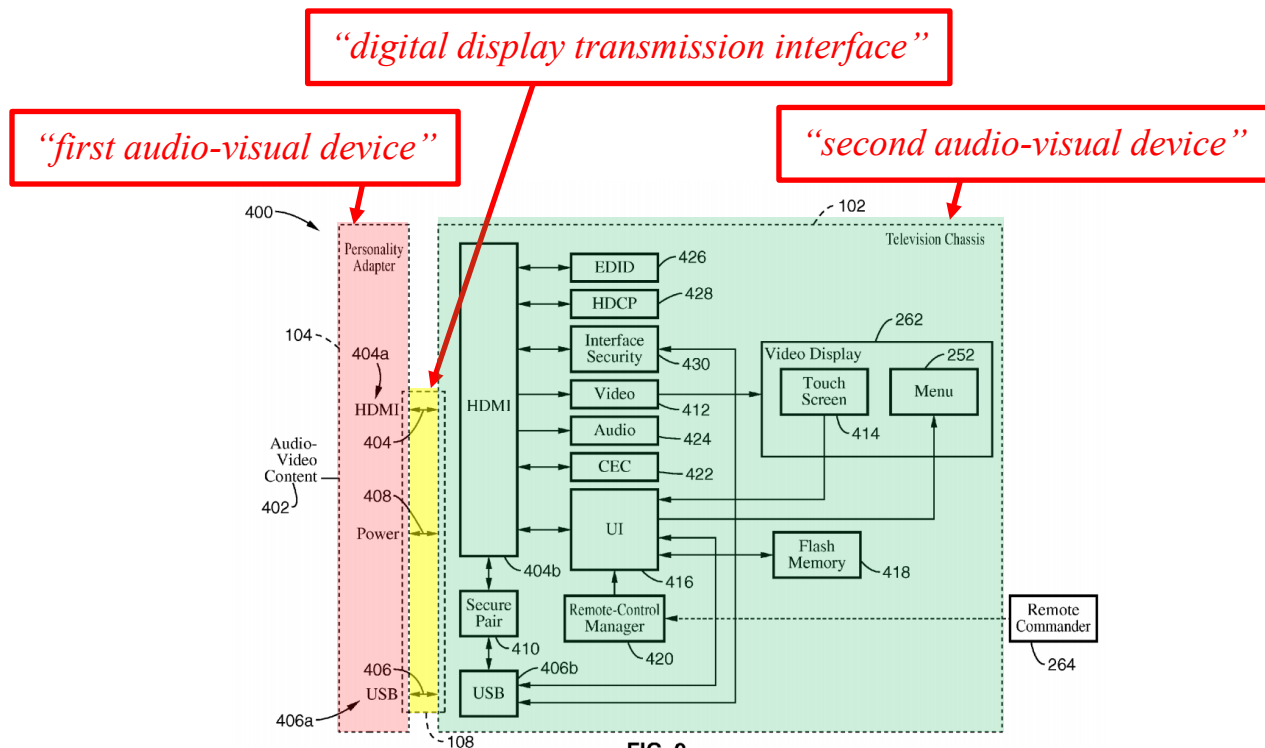 “digital display transmission interface”
“first audio-visual device”
“second audio-visual device”
400
102
Personality
Adapter
Television Chassis
EDID
426
HDCP
428
104
404a
Interface
Security
430
262
Video Display
252
HDMI
HDMI
Video
412
Touch
Screen
414
Menu
404
Audio-
Video
Content
402
Audio
424
CEC
422
408
Power
UI
416
Flash
Memory
418
404b
Secure
Pair
410
Remote-Control
Manager
420
Remote
Commander
264
406
USB
406a
USB
406b
108